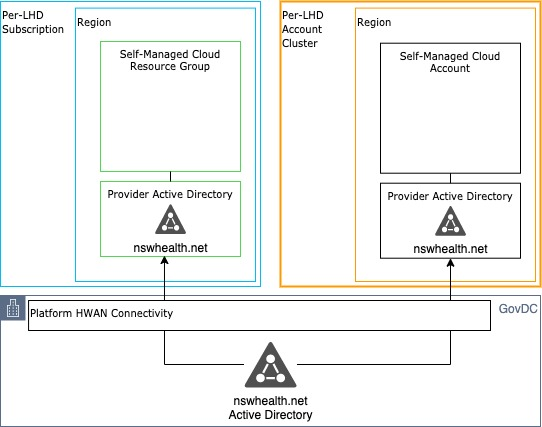 Per-LHD
Subscription
Region
Self-Managed Cloud
Resource Group
Provider Active Directory
nswhealth.net
Per-LHD
Account
Cluster
Region
Self-Managed Cloud
Account
Provider Active Directory
nswhealth.net
Platform HWAN Connectivity
GovDC
nswhealth.net
Active Directory